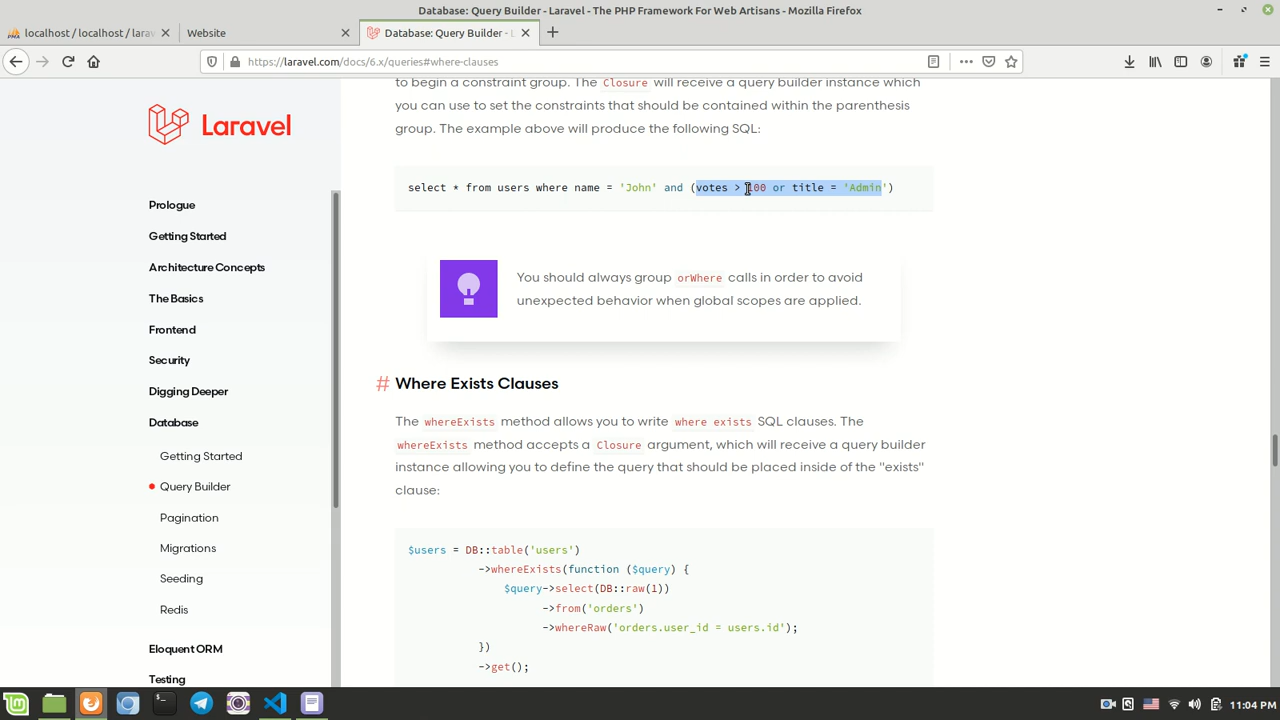 Database: Query Builder - Laravel - The PHP Framework For Web Artisans - Mozilla Firefox
localhost / localhost / larav
Website
Database: Query Builder - L
https://laravel.com/docs/6.x/queries#where-clauses
Laravel
Prologue
Getting Started
Architecture Concepts
The Basics
Frontend
Security
Digging Deeper
Database
Getting Started
Query Builder
Pagination
Migrations
Seeding
Redis
Eloquent ORM
Testing
to begin a constraint group. The Closure will receive a query builder instance which
you can use to set the constraints that should be contained within the parenthesis
group. The example above will produce the following SQL:
select * from users where name = 'John' and (votes > 100 or title = 'Admin')
You should always group orWhere calls in order to avoid
unexpected behavior when global scopes are applied.
# Where Exists Clauses
The whereExists method allows you to write where exists SQL clauses. The
whereExists method accepts a Closure argument, which will receive a query builder
instance allowing you to define the query that should be placed inside of the "exists"
clause:
$users = DB::table('users')
->whereExists(function ($query) {
$query->select(DB::raw(1))
->from('orders')
->whereRaw('orders.user_id = users.id');
})
->get();
11:04 PM